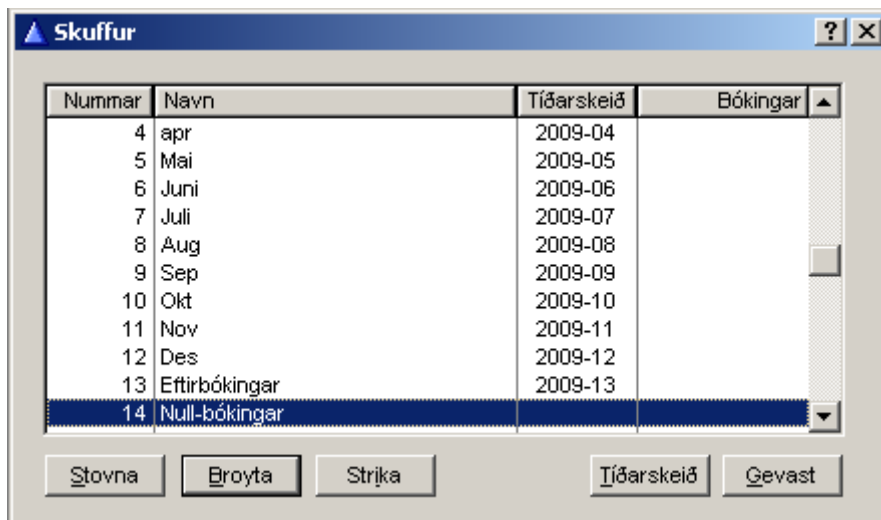 Skuffur
Nummar Navn Tíðarskeið Bókingar
4 apr 2009-04
5 Mai 2009-05
6 Juni 2009-06
7 Juli 2009-07
8 Aug 2009-08
9 Sep 2009-09
10 Okt 2009-10
11 Nov 2009-11
12 Des 2009-12
13 Eftirbókingar 2009-13
14 Null-bókingar
Stovna Broyta Strika Tíðarskeið Gevast